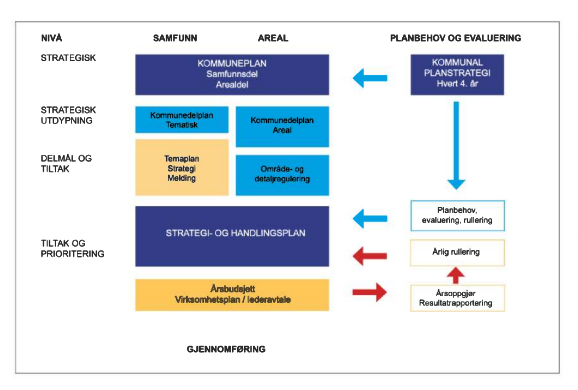 NIVÅ
SAMFUNN
AREAL
PLANBEHOV OG EVALUERING
STRATEGISK
KOMMUNEPLAN
Samfunnsdel
Arealdel
KOMMUNAL
PLANSTRATEGI
Hvert 4. år
STRATEGISK
UTDYPNING
Kommunedelplan
Tematisk
Kommunedelplan
Areal
DELMÅL OG
TILTAK
Temaplan
Strategi
Melding
Område- og
detaljregulering
STRATEGI- OG HANDLINGSPLAN
Planbehov,
evaluering, rullering
TILTAK OG
PRIORITERING
Årlig rullering
Årsbudsjett
Virksomhetsplan / lederavtale
Årsoppgjør
Resultatrapportering
GJENNOMFØRING